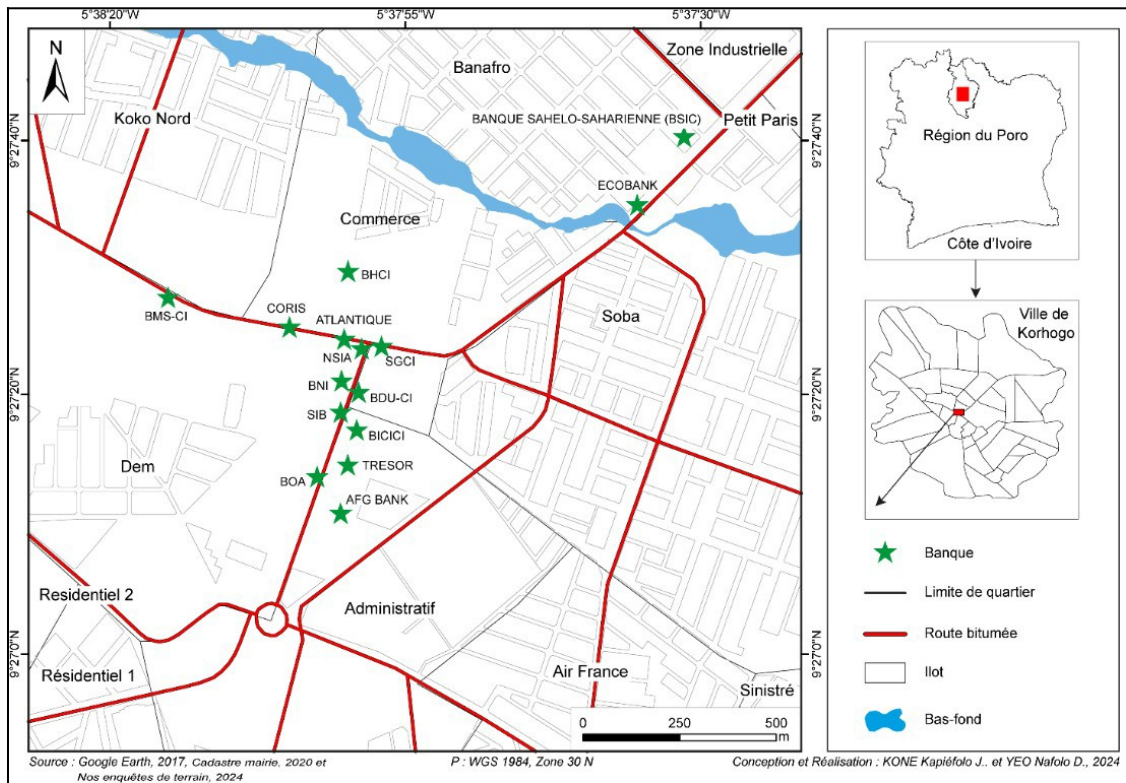 5°38'20"W
5°37'55"W
5°37'30"W
N
Zone Industrielle
Banafro
Koko Nord
BANQUE SAHELO-SAHARIENNE (BSIC)
Petit Paris
9°27'40"N
9°27'40"N
ECOBANK
Commerce
BHCI
BMS-CI
CORIS
ATLANTIQUE
Soba
NSIA
SGCI
9°27'20"N
9°27'20"N
BNI
BDU-CI
SIB
BICICI
Dem
TRESOR
BOA
AFG BANK
Residentiel 2
Administratif
9°27'0"N
9°27'0"N
Résidentiel 1
Air France
Sinistré
0 250 500
m
Région du Poro
Côte d'Ivoire
Ville de
Korhogo
Banque
Limite de quartier
Route bitumée
Ilot
Bas-fond
Source : Google Earth, 2017, Cadastre mairie, 2020 et
Nos enquêtes de terrain, 2024
P : WGS 1984, Zone 30 N
Conception et Réalisation : KONE Kapiéfolo J.. et YEO Nafolo D., 2024